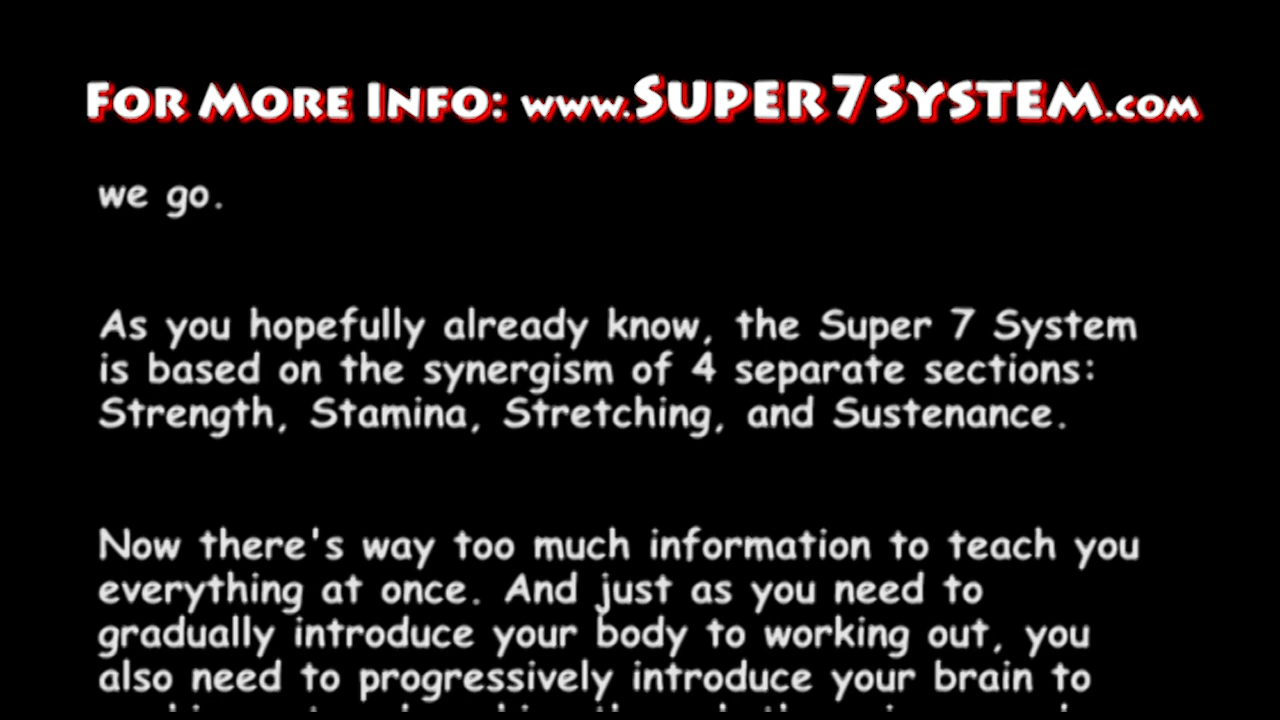 For More Info: www.Super7System.com
we go.
As you hopefully already know, the Super 7 System
is based on the synergism of 4 separate sections:
Strength, Stamina, Stretching, and Sustenance.
Now there's way too much information to teach you
everything at once. And just as you need to
gradually introduce your body to working out, you
also need to progressively introduce your brain to